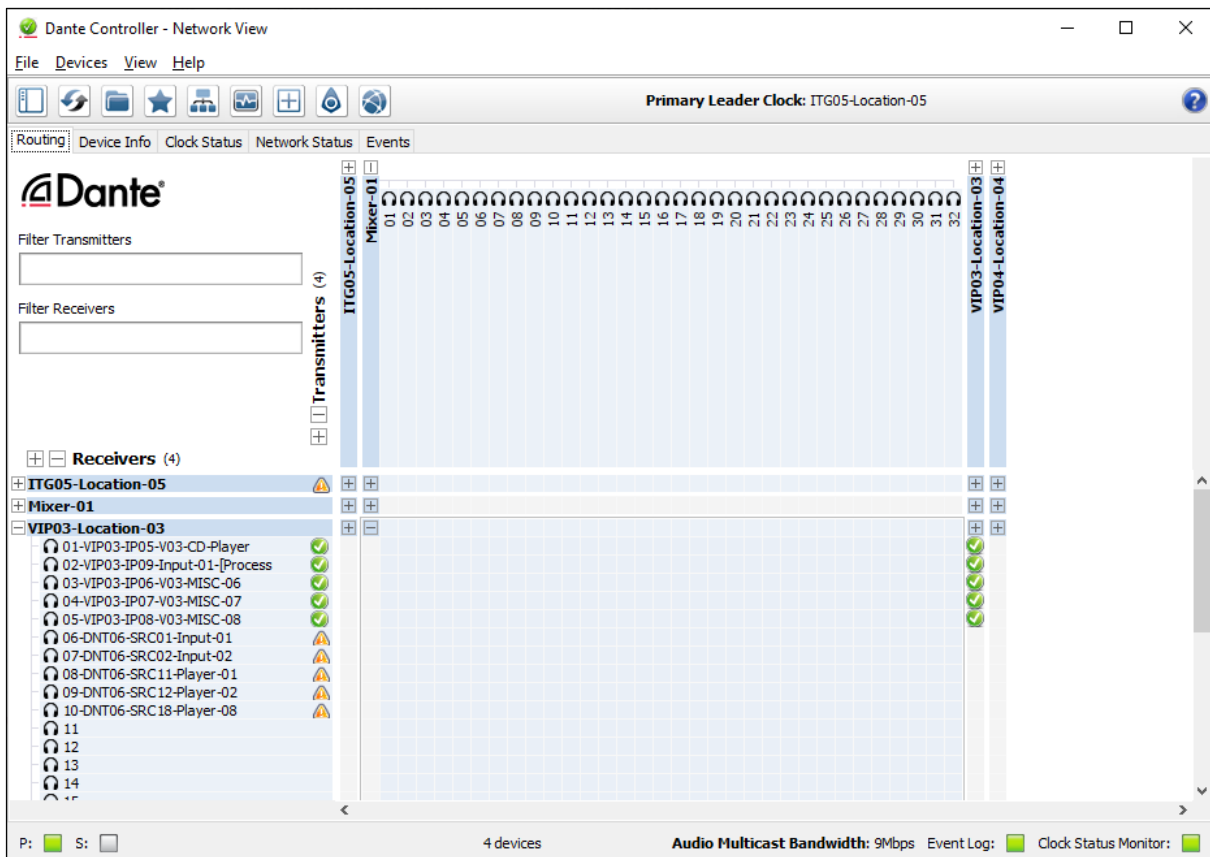 Dante Controller - Network View
File Devices View Help
Primary Leader Clock: ITG05-Location-05
Routing Device Info Clock Status Network Status Events
Dante®
Filter Transmitters
Filter Receivers
Transmitters (4)
ITG05-Location-05
Mixer-01
01 02 03 04 05 06 07 08 09 10 11 12 13 14 15 16 17 18 19 20 21 22 23 24 25 26 27 28 29 30 31 32
VIP03-Location-03
VIP04-Location-04
Receivers (4)
ITG05-Location-05
Mixer-01
VIP03-Location-03
01-VIP03-IP05-V03-CD-Player
02-VIP03-IP09-Input-01-[Process
03-VIP03-IP06-V03-MISC-06
04-VIP03-IP07-V03-MISC-07
05-VIP03-IP08-V03-MISC-08
06-DNT06-SRC01-Input-01
07-DNT06-SRC02-Input-02
08-DNT06-SRC11-Player-01
09-DNT06-SRC12-Player-02
10-DNT06-SRC18-Player-08
11
12
13
14
P: S: 4 devices Audio Multicast Bandwidth: 9Mbps Event Log: Clock Status Monitor: